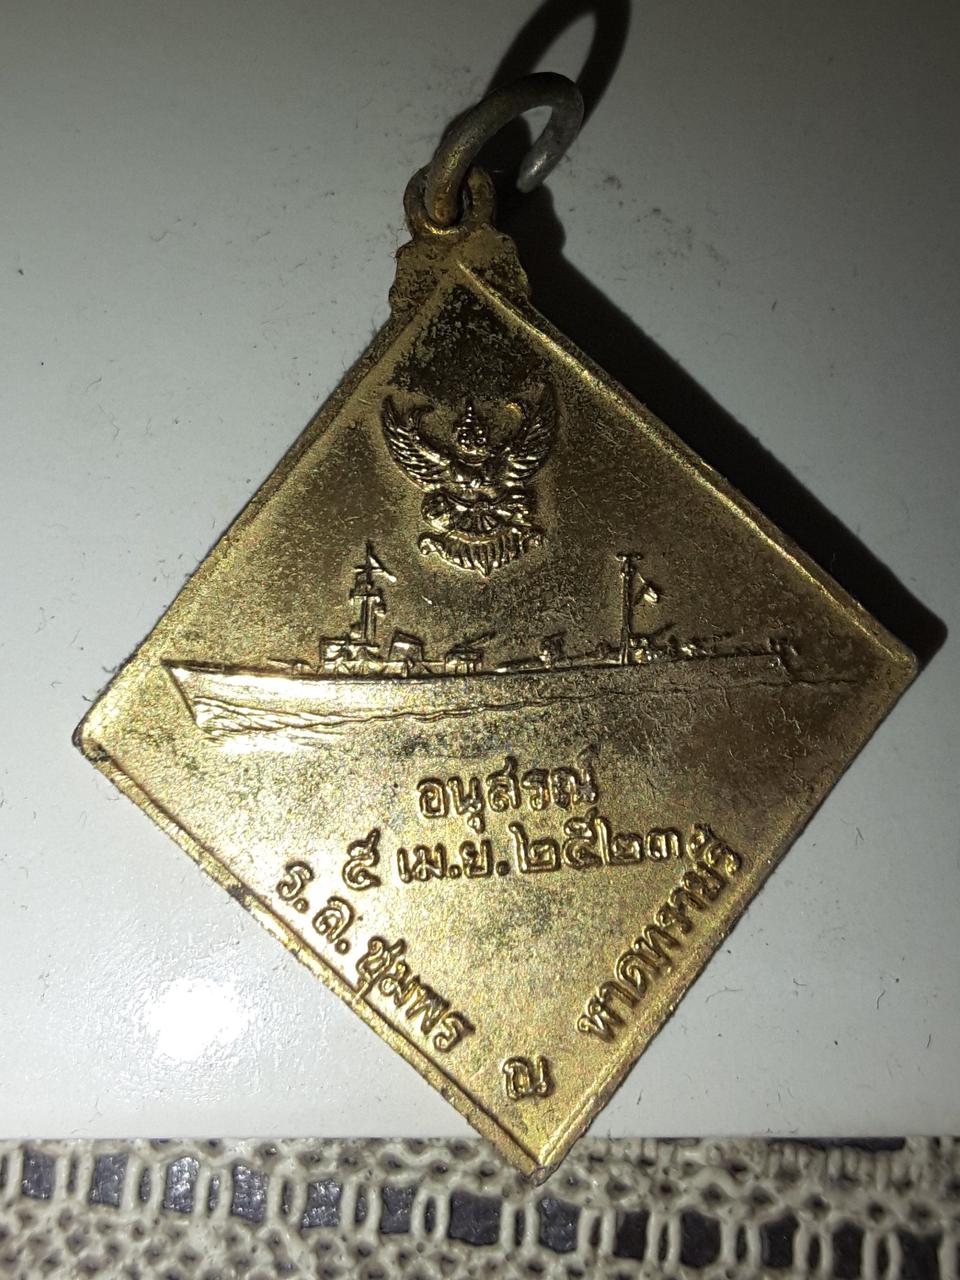 อนุสรณ์
๕ เม.ย.๒๕๒๓
ร.ล.ชุมพร ณ หาดทรายรี